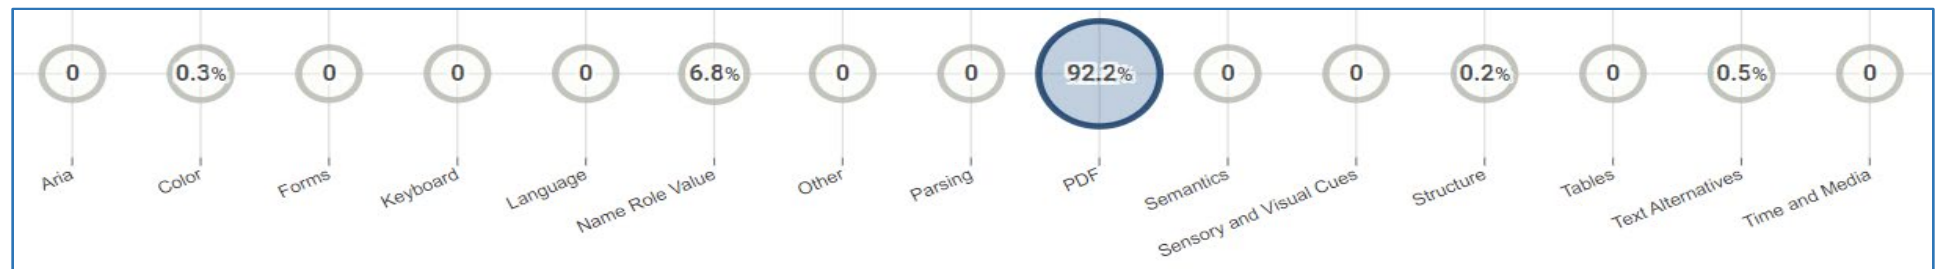 0 0.3% 0 0 0 6.8% 0 0 92.2% 0 0 0.2% 0 0.5% 0
Aria Color Forms Keyboard Language Name Role Value Other Parsing PDF Semantics Sensory and Visual Cues Structure Tables Text Alternatives Time and Media